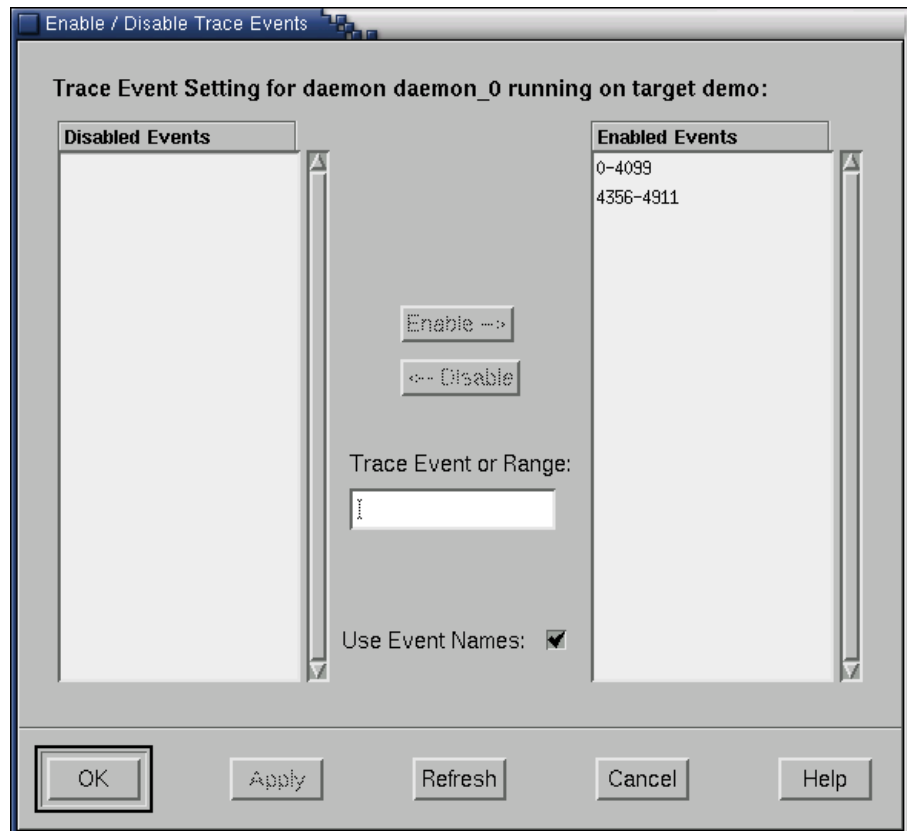 Enable / Disable Trace Events
Trace Event Setting for daemon daemon_0 running on target demo:
Disabled Events
Enabled Events
0-4099
4356-4911
Enable -->
<-- Disable
Trace Event or Range:
Use Event Names:
OK
Apply
Refresh
Cancel
Help